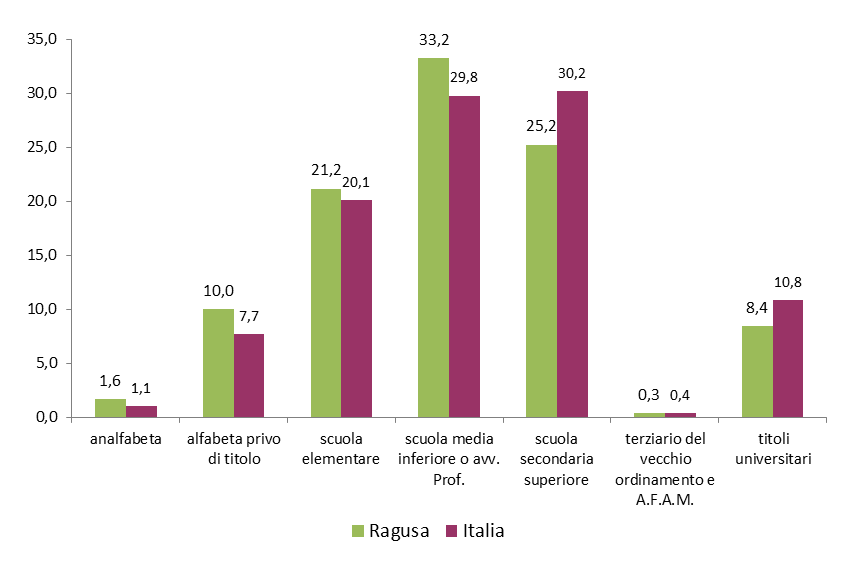 35,0
30,0
25,0
20,0
15,0
10,0
5,0
0,0
1,6
1,1
10,0
7,7
21,2
20,1
33,2
29,8
25,2
30,2
0,3
0,4
8,4
10,8
analfabeta
alfabeta privo
di titolo
scuola
elementare
scuola media
inferiore o avv.
Prof.
scuola
secondaria
superiore
terziario del
vecchio
ordinamento e
A.F.A.M.
titoli
universitari
Ragusa
Italia